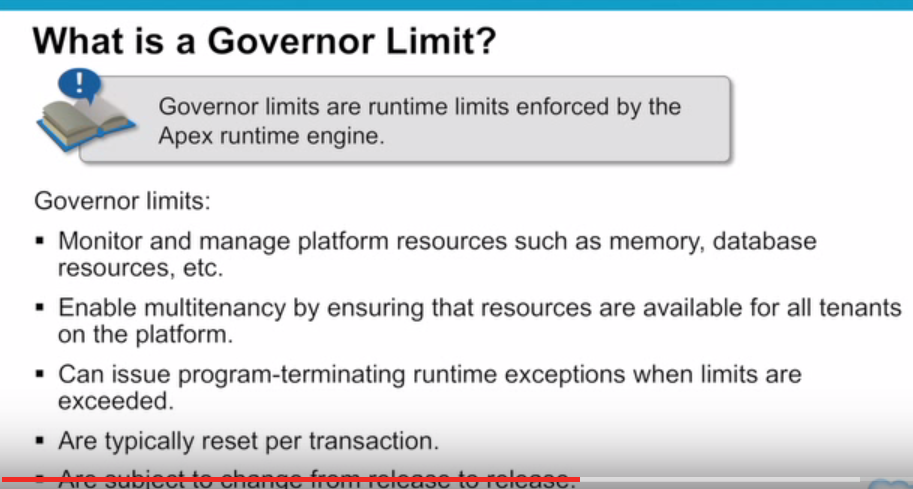 What is a Governor Limit?
!
Governor limits are runtime limits enforced by the
Apex runtime engine.
Governor limits:
▪ Monitor and manage platform resources such as memory, database
resources, etc.
▪ Enable multitenancy by ensuring that resources are available for all tenants
on the platform.
▪ Can issue program-terminating runtime exceptions when limits are
exceeded.
▪ Are typically reset per transaction.
▪ Are subject to change from release to release.